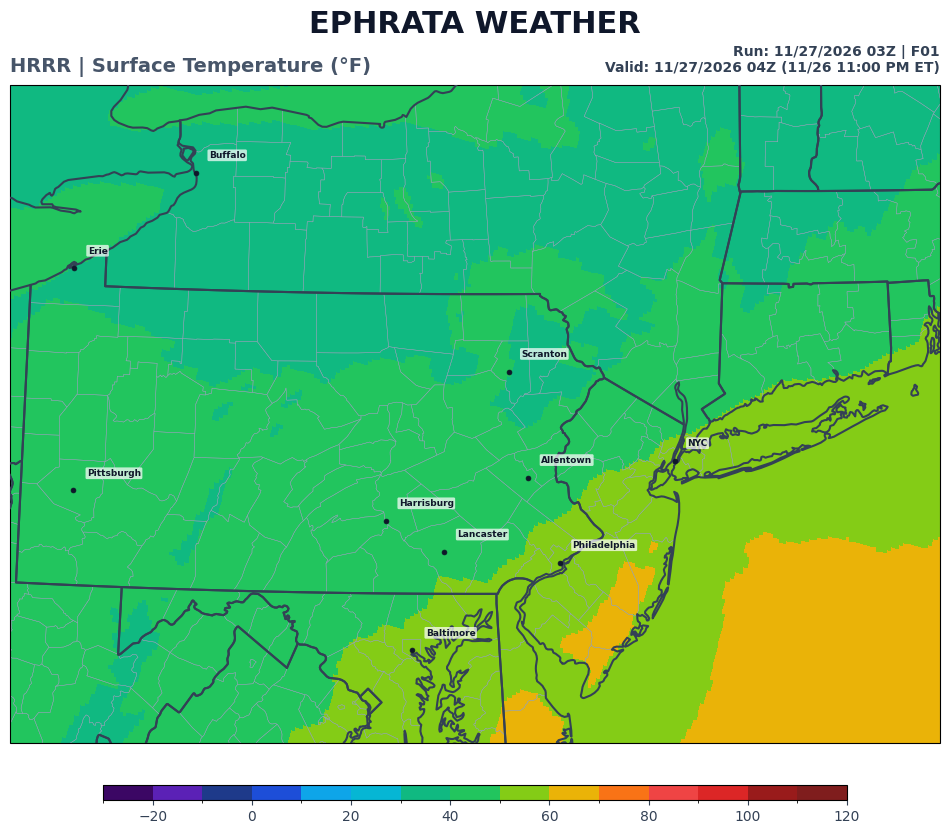 EPHRATA WEATHER
HRRR | Surface Temperature (°F)
Run: 11/27/2026 03Z | F01
Valid: 11/27/2026 04Z (11/26 11:00 PM ET)
Buffalo
Erie
Scranton
NYC
Allentown
Pittsburgh
Harrisburg
Lancaster
Philadelphia
Baltimore
−20 0 20 40 60 80 100 120